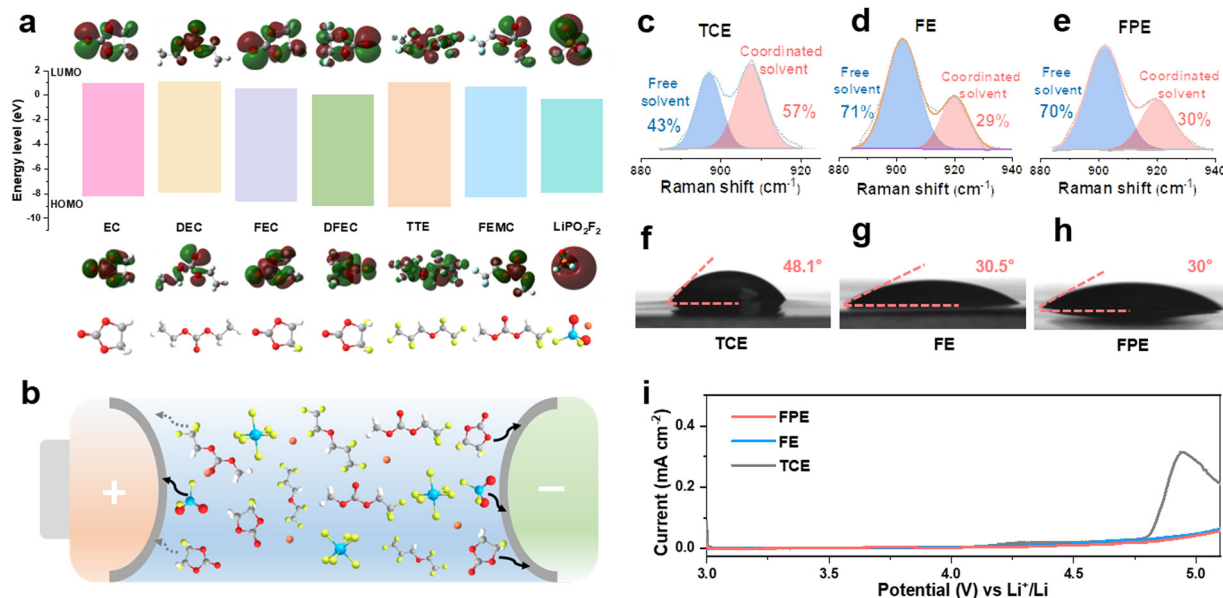 a
LUMO
2
0
-2
-4
-6
-8
-10
HOMO
Energy level (eV)
EC DEC FEC DFEC TTE FEMC LiPO₂F₂
b
+
−
c
TCE
Free solvent
43%
Coordinated solvent
57%
880 900 920
Raman shift (cm⁻¹)
d
FE
Free solvent
71%
Coordinated solvent
29%
880 900 920 940
Raman shift (cm⁻¹)
e
FPE
Free solvent
70%
Coordinated solvent
30%
880 900 920 940
Raman shift (cm⁻¹)
f
48.1°
TCE
g
30.5°
FE
h
30°
FPE
i
FPE
FE
TCE
0.4
0.2
0.0
Current (mA cm⁻²)
3.0 3.5 4.0 4.5 5.0
Potential (V) vs Li⁺/Li